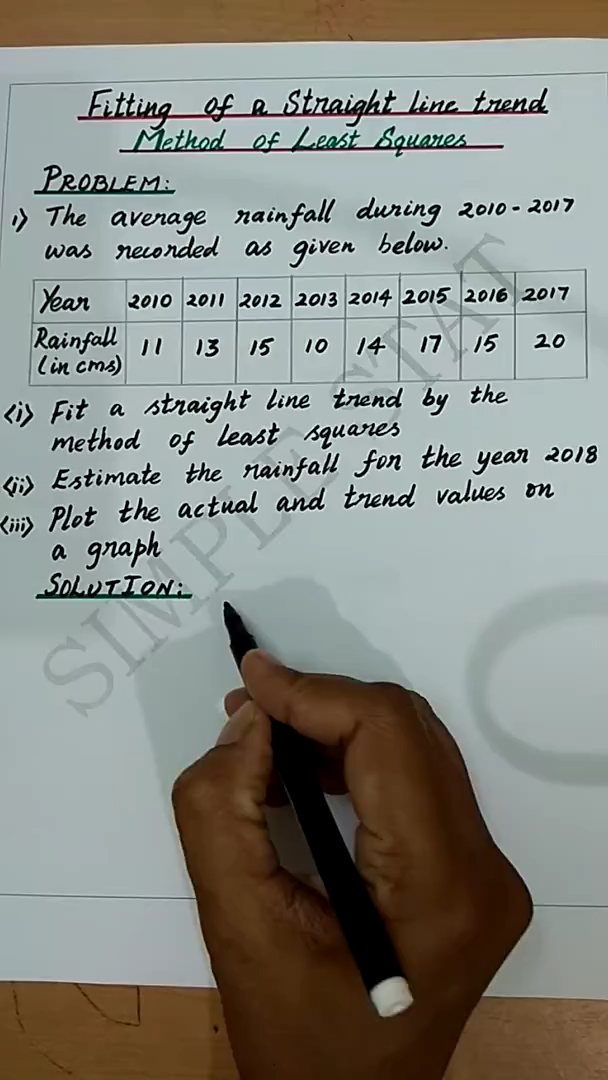 Fitting of a Straight line trend
Method of Least Squares
PROBLEM:
1) The average rainfall during 2010-2017
was recorded as given below.
Year 2010 2011 2012 2013 2014 2015 2016 2017
Rainfall (in cms) 11 13 15 10 14 17 15 20
(i) Fit a straight line trend by the
method of least squares
(ii) Estimate the rainfall for the year 2018
(iii) Plot the actual and trend values on
a graph
SOLUTION:
SIMPLE STAT